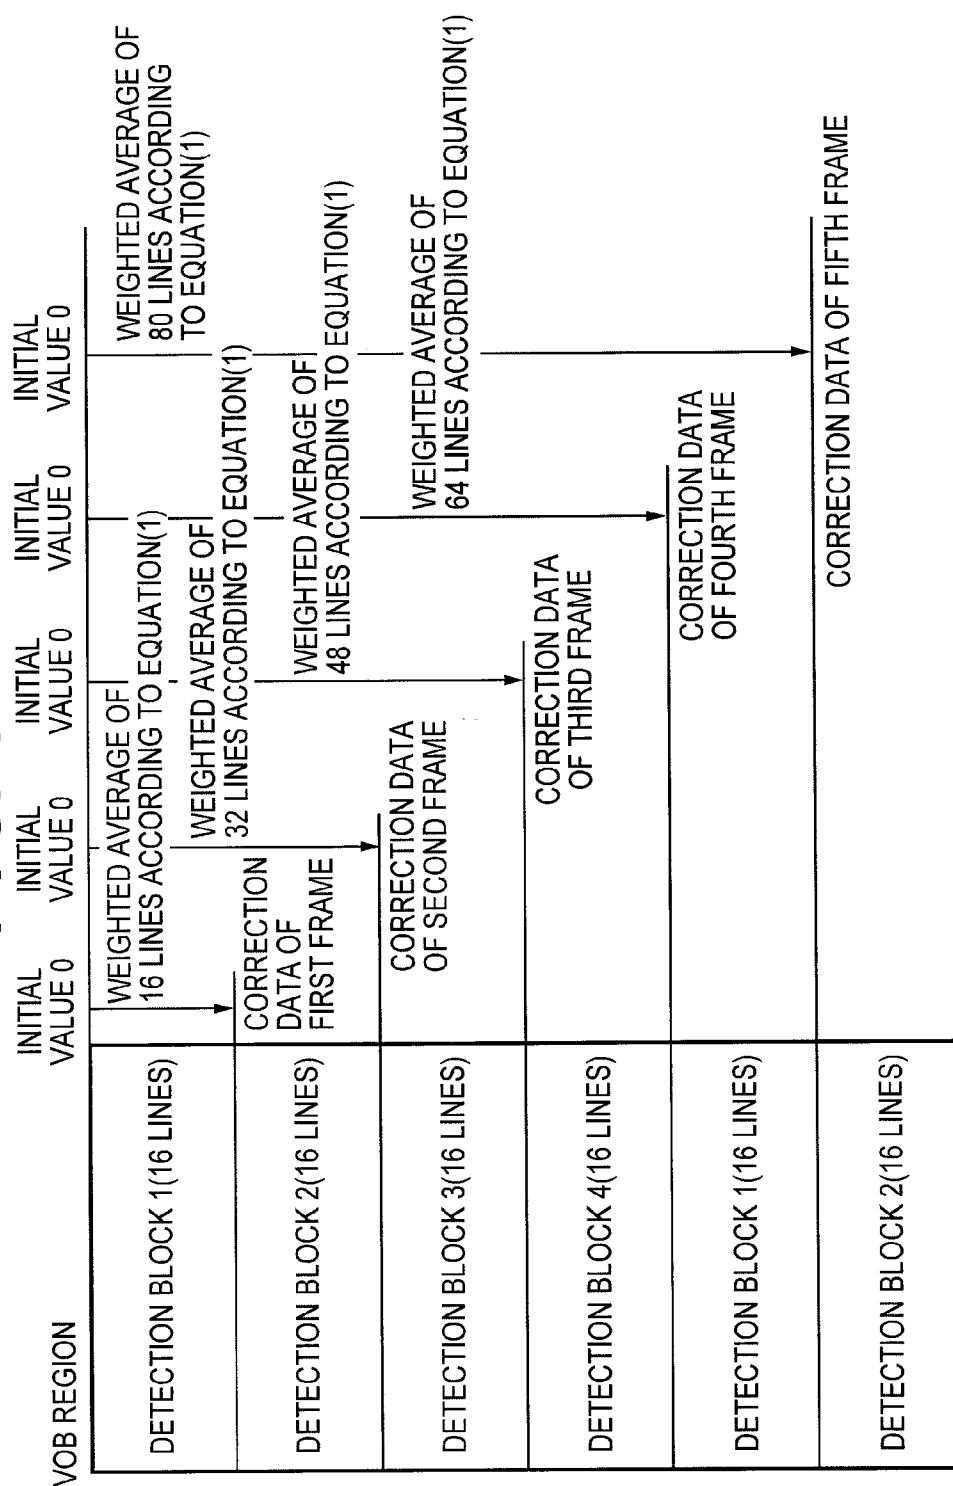 VOB REGION
DETECTION BLOCK 1(16 LINES)
DETECTION BLOCK 2(16 LINES)
DETECTION BLOCK 3(16 LINES)
DETECTION BLOCK 4(16 LINES)
DETECTION BLOCK 1(16 LINES)
DETECTION BLOCK 2(16 LINES)
INITIAL
VALUE 0
WEIGHTED AVERAGE OF
16 LINES ACCORDING TO EQUATION(1)
CORRECTION
DATA OF
FIRST FRAME
INITIAL
VALUE 0
WEIGHTED AVERAGE OF
32 LINES ACCORDING TO EQUATION(1)
CORRECTION DATA
OF SECOND FRAME
INITIAL
VALUE 0
WEIGHTED AVERAGE OF
48 LINES ACCORDING TO EQUATION(1)
CORRECTION DATA
OF THIRD FRAME
INITIAL
VALUE 0
WEIGHTED AVERAGE OF
64 LINES ACCORDING TO EQUATION(1)
CORRECTION DATA
OF FOURTH FRAME
INITIAL
VALUE 0
WEIGHTED AVERAGE OF
80 LINES ACCORDING
TO EQUATION(1)
CORRECTION DATA OF FIFTH FRAME